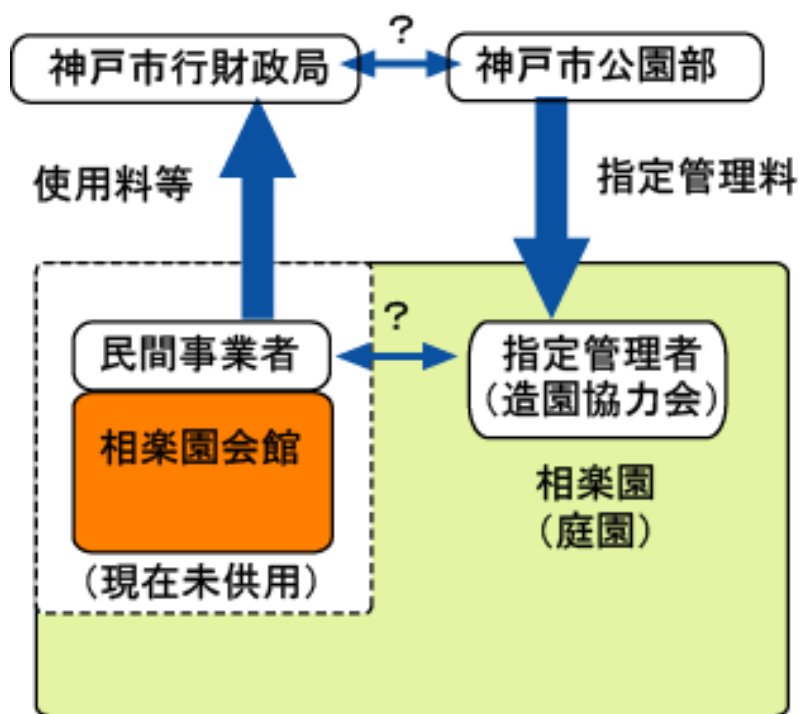 ?
神戸市行財政局
神戸市公園部
使用料等
指定管理料
?
民間事業者
指定管理者
(造園協力会)
相楽園会館
相楽園
(庭園)
(現在未供用)